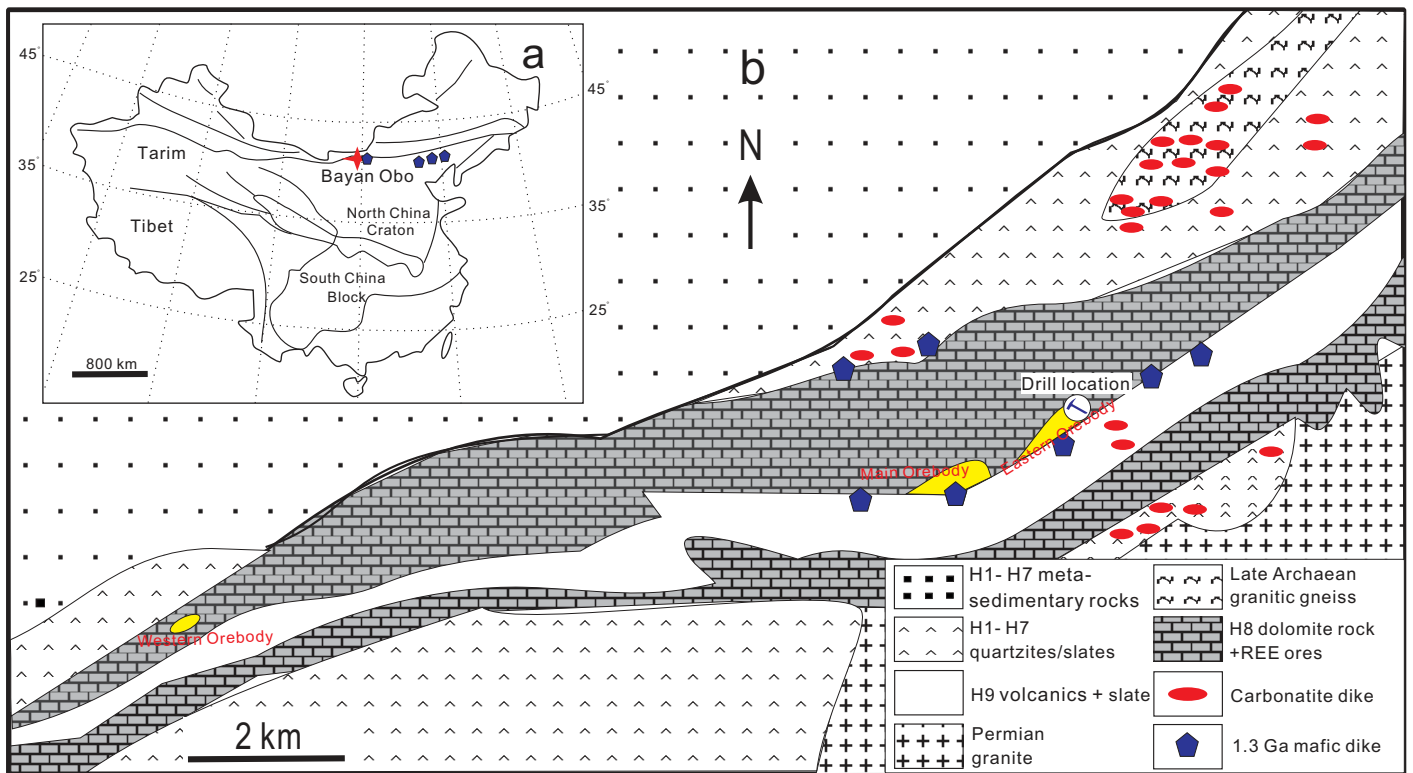 a
45°
35°
25°
45°
35°
25°
Tarim
Bayan Obo
Tibet
North China
Craton
South China
Block
800 km
b
N
Drill location
Main Orebody
Eastern Orebody
Western Orebody
2 km
H1- H7 meta-
sedimentary rocks
H1- H7
quartzites/slates
H9 volcanics + slate
Permian
granite
Late Archaean
granitic gneiss
H8 dolomite rock
+REE ores
Carbonatite dike
1.3 Ga mafic dike